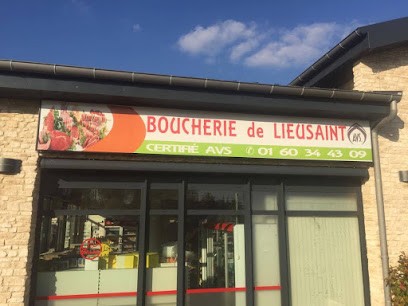 BOUCHERIE de LIEUSAINT
CERTIFIÉ AVS 01 60 34 43 09